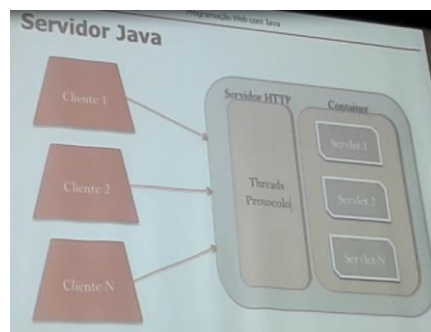 Programação Web com Java
Servidor Java
Cliente 1
Cliente 2
Cliente N
Servidor HTTP
Threads
Protocolo
Container
Servlet 1
Servlet 2
Servlet N